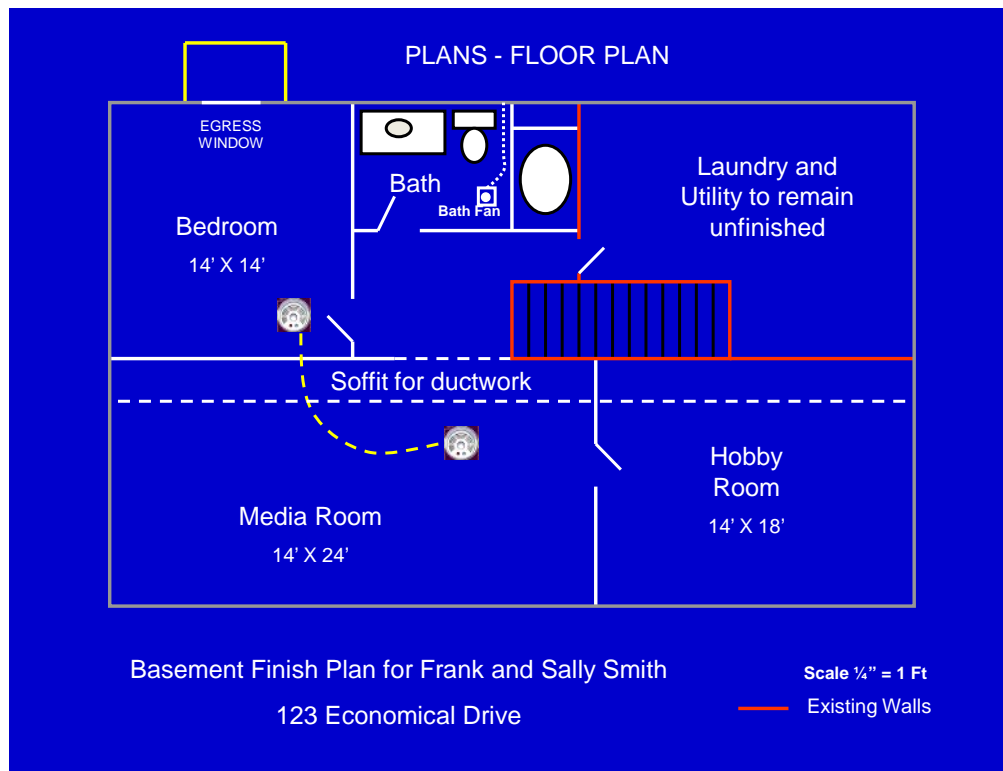 PLANS - FLOOR PLAN
EGRESS
WINDOW
Bath
Bath Fan
Laundry and
Utility to remain
unfinished
Bedroom
14’ X 14’
Soffit for ductwork
Hobby
Room
14’ X 18’
Media Room
14’ X 24’
Basement Finish Plan for Frank and Sally Smith
123 Economical Drive
Scale ¼” = 1 Ft
Existing Walls